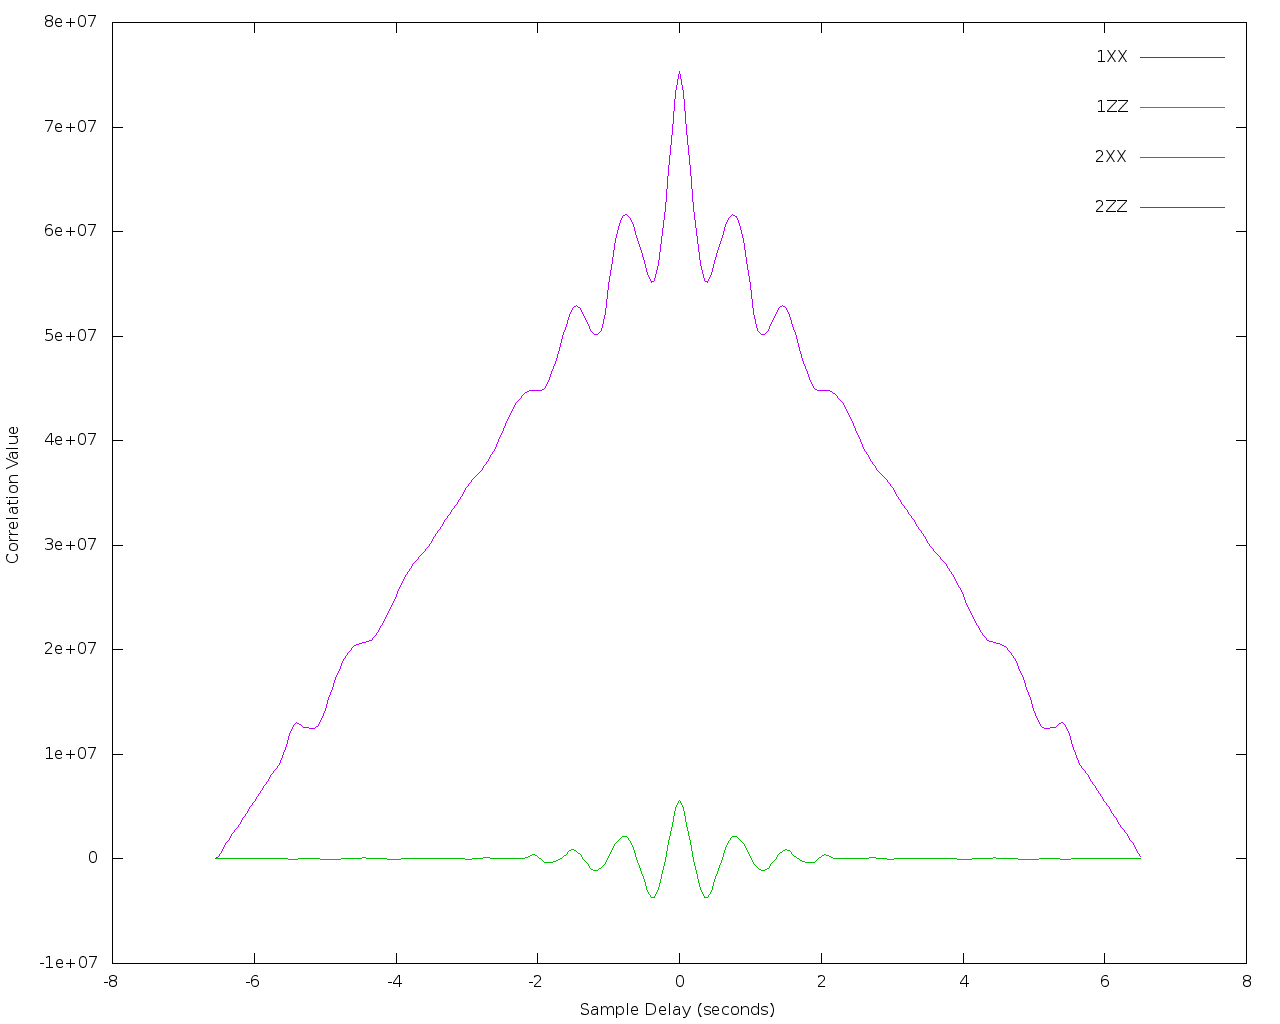 8e+07
7e+07
6e+07
5e+07
4e+07
3e+07
2e+07
1e+07
0
-1e+07
-8 -6 -4 -2 0 2 4 6 8
Sample Delay (seconds)
Correlation Value
1XX
1ZZ
2XX
2ZZ